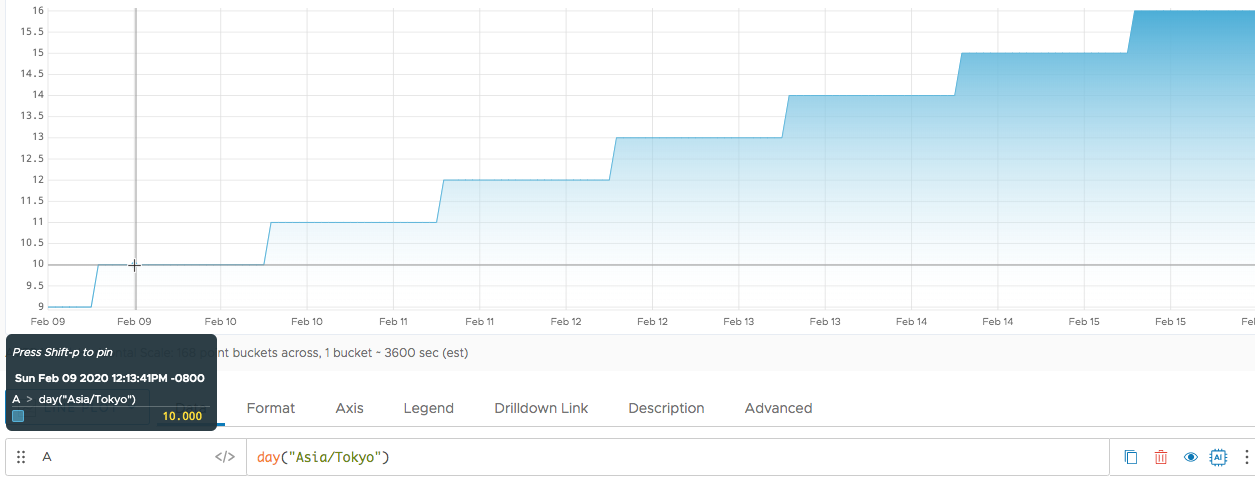 16
15.5
15
14.5
14
13.5
13
12.5
12
11.5
11
10.5
10
9.5
9
Feb 09 Feb 09 Feb 10 Feb 10 Feb 11 Feb 11 Feb 12 Feb 12 Feb 13 Feb 13 Feb 14 Feb 14 Feb 15 Feb 15
Press Shift-p to pin
point buckets across, 1 bucket ~ 3600 sec (est)
Sun Feb 09 2020 12:13:41PM -0800
A > day("Asia/Tokyo")
10.000
Format Axis Legend Drilldown Link Description Advanced
A </> day("Asia/Tokyo") AI